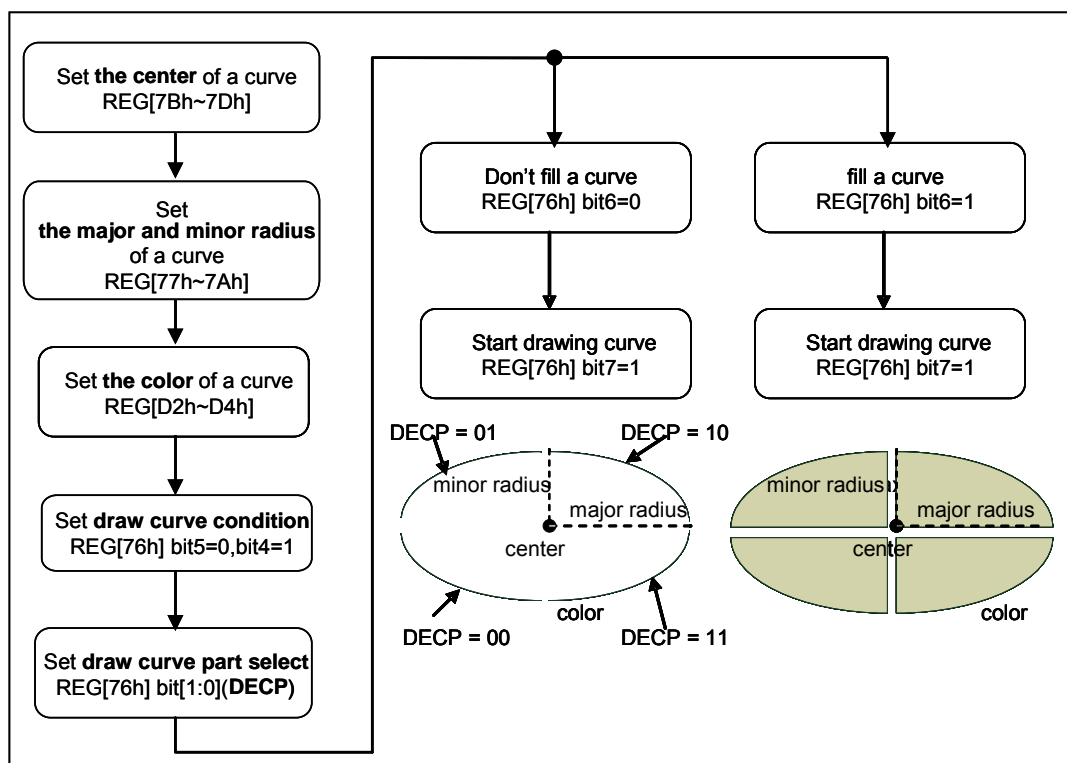 Set the center of a curve
REG[7Bh~7Dh]
Set
the major and minor radius
of a curve
REG[77h~7Ah]
Set the color of a curve
REG[D2h~D4h]
Set draw curve condition
REG[76h] bit5=0,bit4=1
Set draw curve part select
REG[76h] bit[1:0](DECP)
Don't fill a curve
REG[76h] bit6=0
Start drawing curve
REG[76h] bit7=1
fill a curve
REG[76h] bit6=1
Start drawing curve
REG[76h] bit7=1
DECP = 01
DECP = 10
minor radius
major radius
center
color
DECP = 00
DECP = 11
minor radius
major radius
center
color